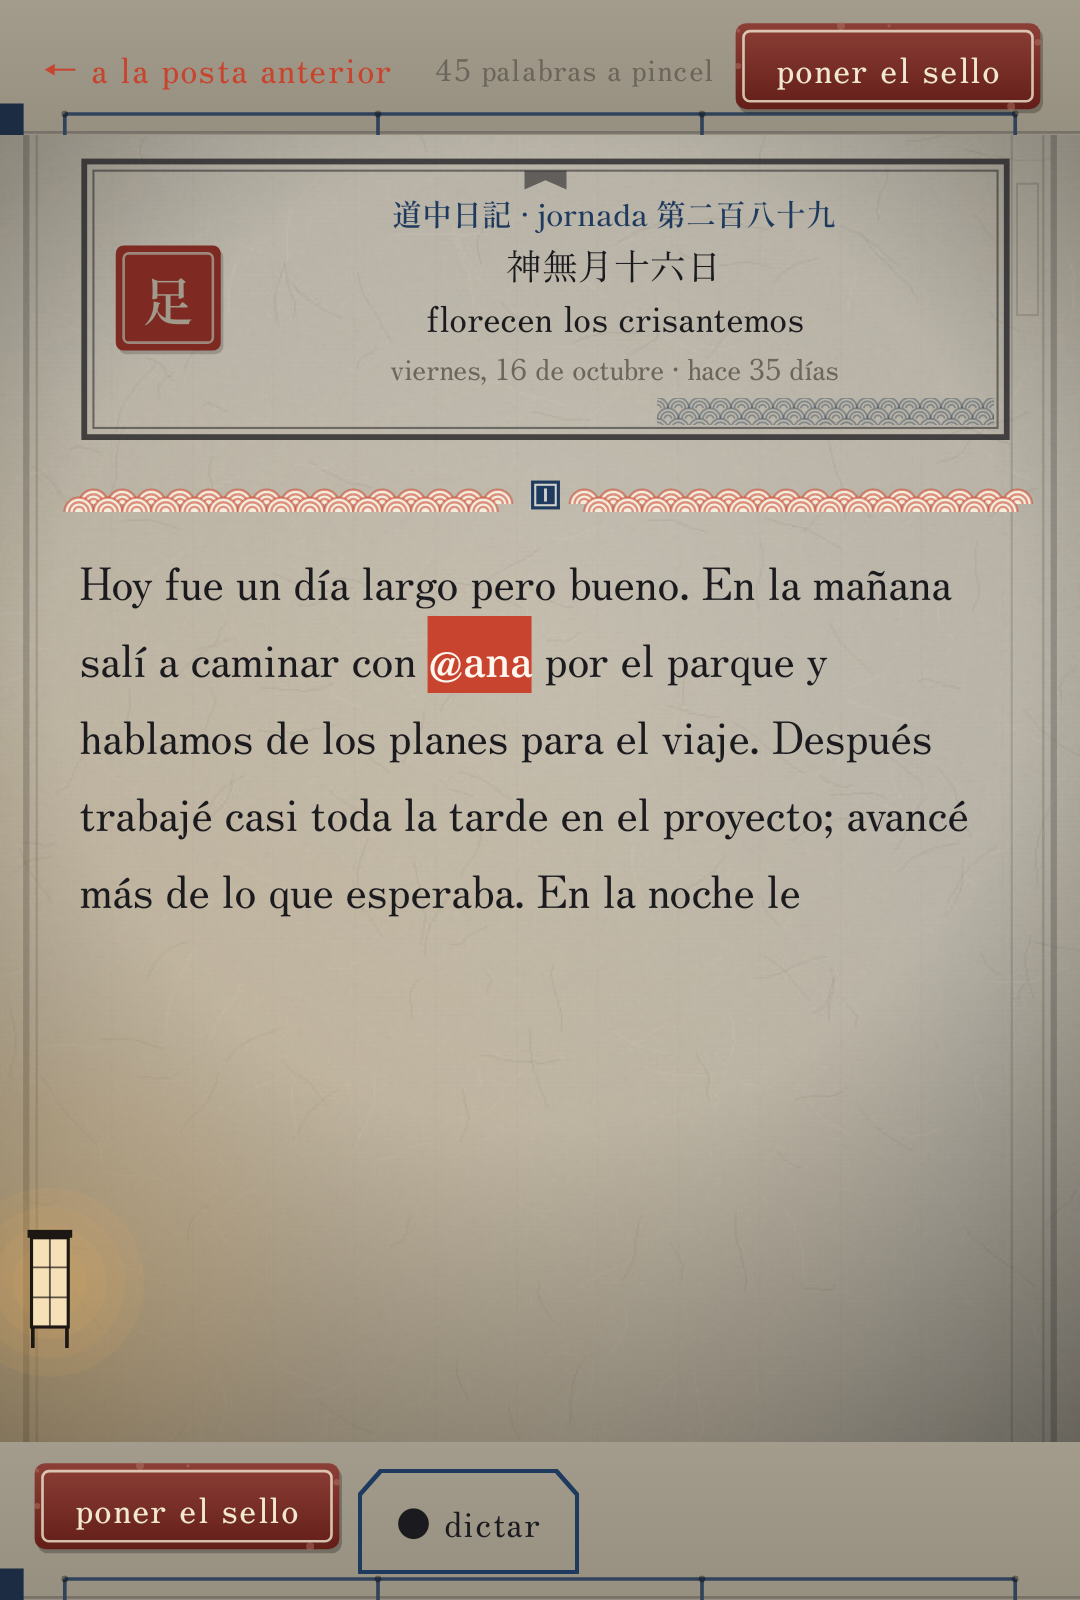 ← a la posta anterior 45 palabras a pincel poner el sello
道中日記 · jornada 第二百八十九
神無月十六日
足
florecen los crisantemos
viernes, 16 de octubre · hace 35 días
Hoy fue un día largo pero bueno. En la mañana
salí a caminar con @ana por el parque y
hablamos de los planes para el viaje. Después
trabajé casi toda la tarde en el proyecto; avancé
más de lo que esperaba. En la noche le
poner el sello
dictar